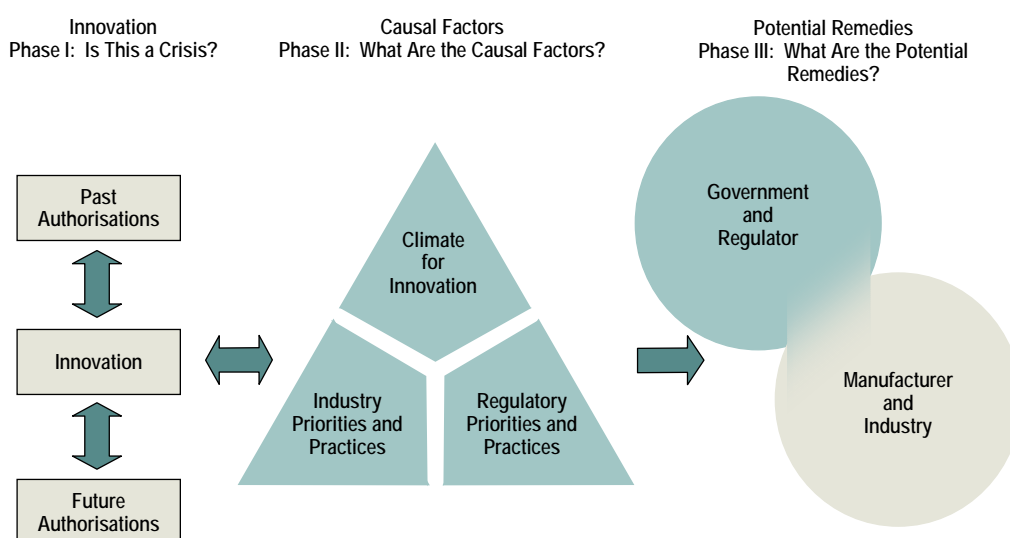 Innovation
Phase I: Is This a Crisis?
Causal Factors
Phase II: What Are the Causal Factors?
Potential Remedies
Phase III: What Are the Potential
Remedies?
Past
Authorisations
Innovation
Future
Authorisations
Climate
for
Innovation
Industry
Priorities and
Practices
Regulatory
Priorities and
Practices
Government
and
Regulator
Manufacturer
and
Industry